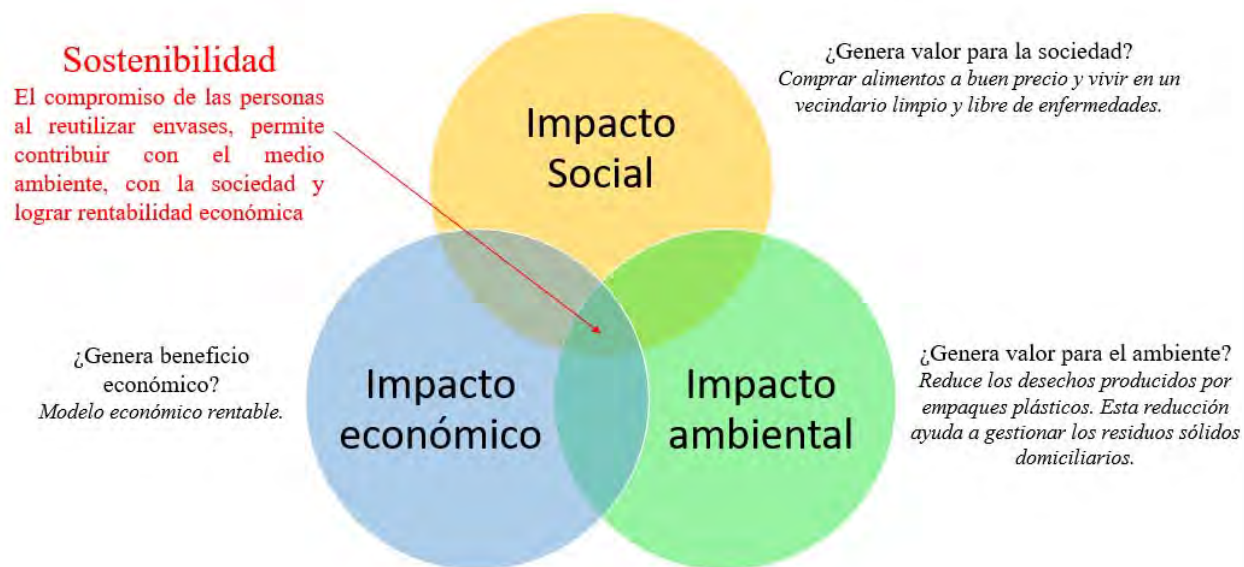 Sostenibilidad
El compromiso de las personas
al reutilizar envases, permite
contribuir con el medio
ambiente, con la sociedad y
lograr rentabilidad económica
Impacto
Social
¿Genera valor para la sociedad?
Comprar alimentos a buen precio y vivir en un
vecindario limpio y libre de enfermedades.
¿Genera beneficio
económico?
Modelo económico rentable.
Impacto
económico
Impacto
ambiental
¿Genera valor para el ambiente?
Reduce los desechos producidos por
empaques plásticos. Esta reducción
ayuda a gestionar los residuos sólidos
domiciliarios.